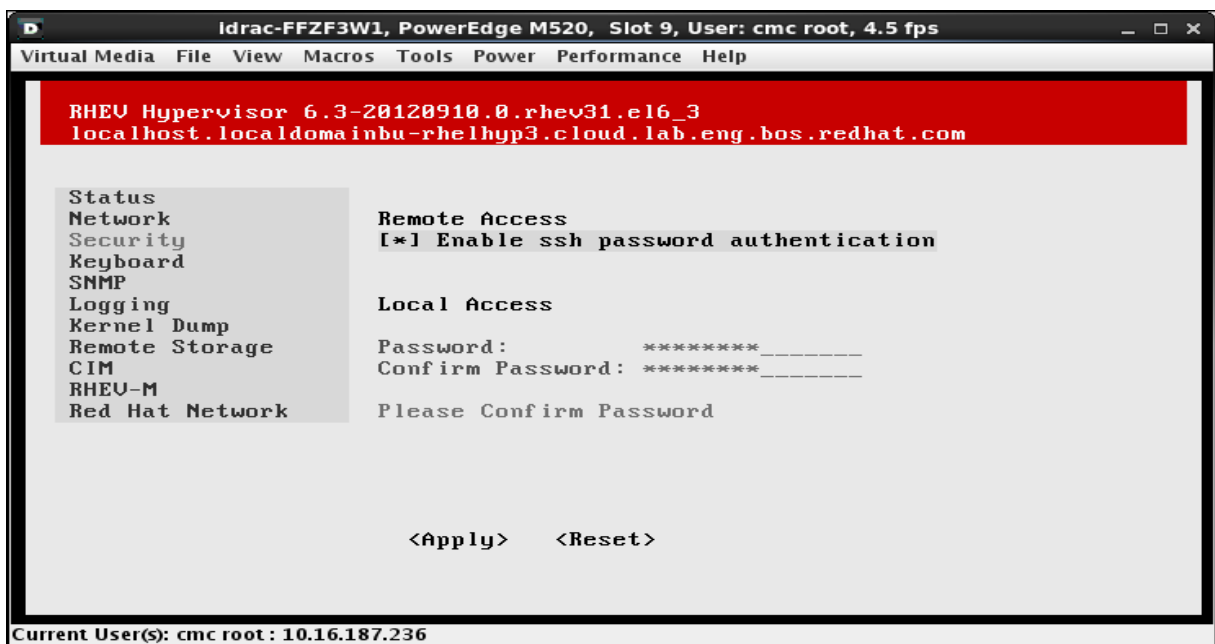 idrac-FFZF3W1, PowerEdge M520, Slot 9, User: cmc root, 4.5 fps
Virtual Media File View Macros Tools Power Performance Help
RHEV Hypervisor 6.3-20120910.0.rhev31.el6_3
localhost.localdomainbu-rhelhyp3.cloud.lab.eng.bos.redhat.com
Status
Network
Security
Keyboard
SNMP
Logging
Kernel Dump
Remote Storage
CIM
RHEV-M
Red Hat Network
Remote Access
[*] Enable ssh password authentication
Local Access
Password: ********_______
Confirm Password: ********_______
Please Confirm Password
<Apply> <Reset>
Current User(s): cmc root : 10.16.187.236